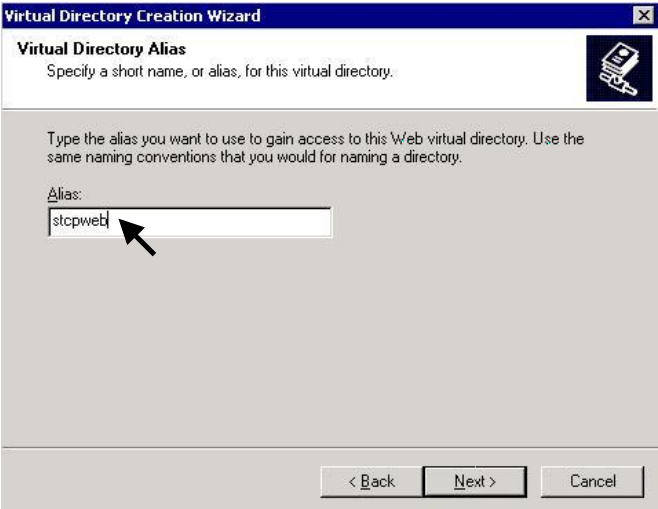 Virtual Directory Creation Wizard
Virtual Directory Alias
Specify a short name, or alias, for this virtual directory.
Type the alias you want to use to gain access to this Web virtual directory. Use the
same naming conventions that you would for naming a directory.
Alias:
stcpweb
< Back Next > Cancel